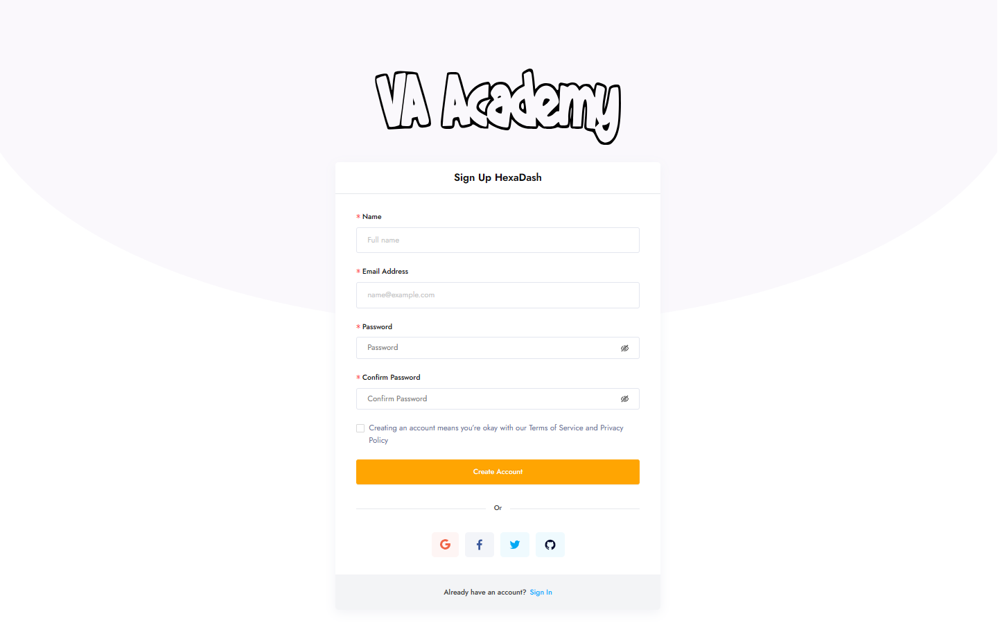 VA Academy
Sign Up HexaDash
* Name
Full name
* Email Address
name@example.com
* Password
Password
* Confirm Password
Confirm Password
Creating an account means you're okay with our Terms of Service and Privacy
Policy
Create Account
Or
Already have an account? Sign In